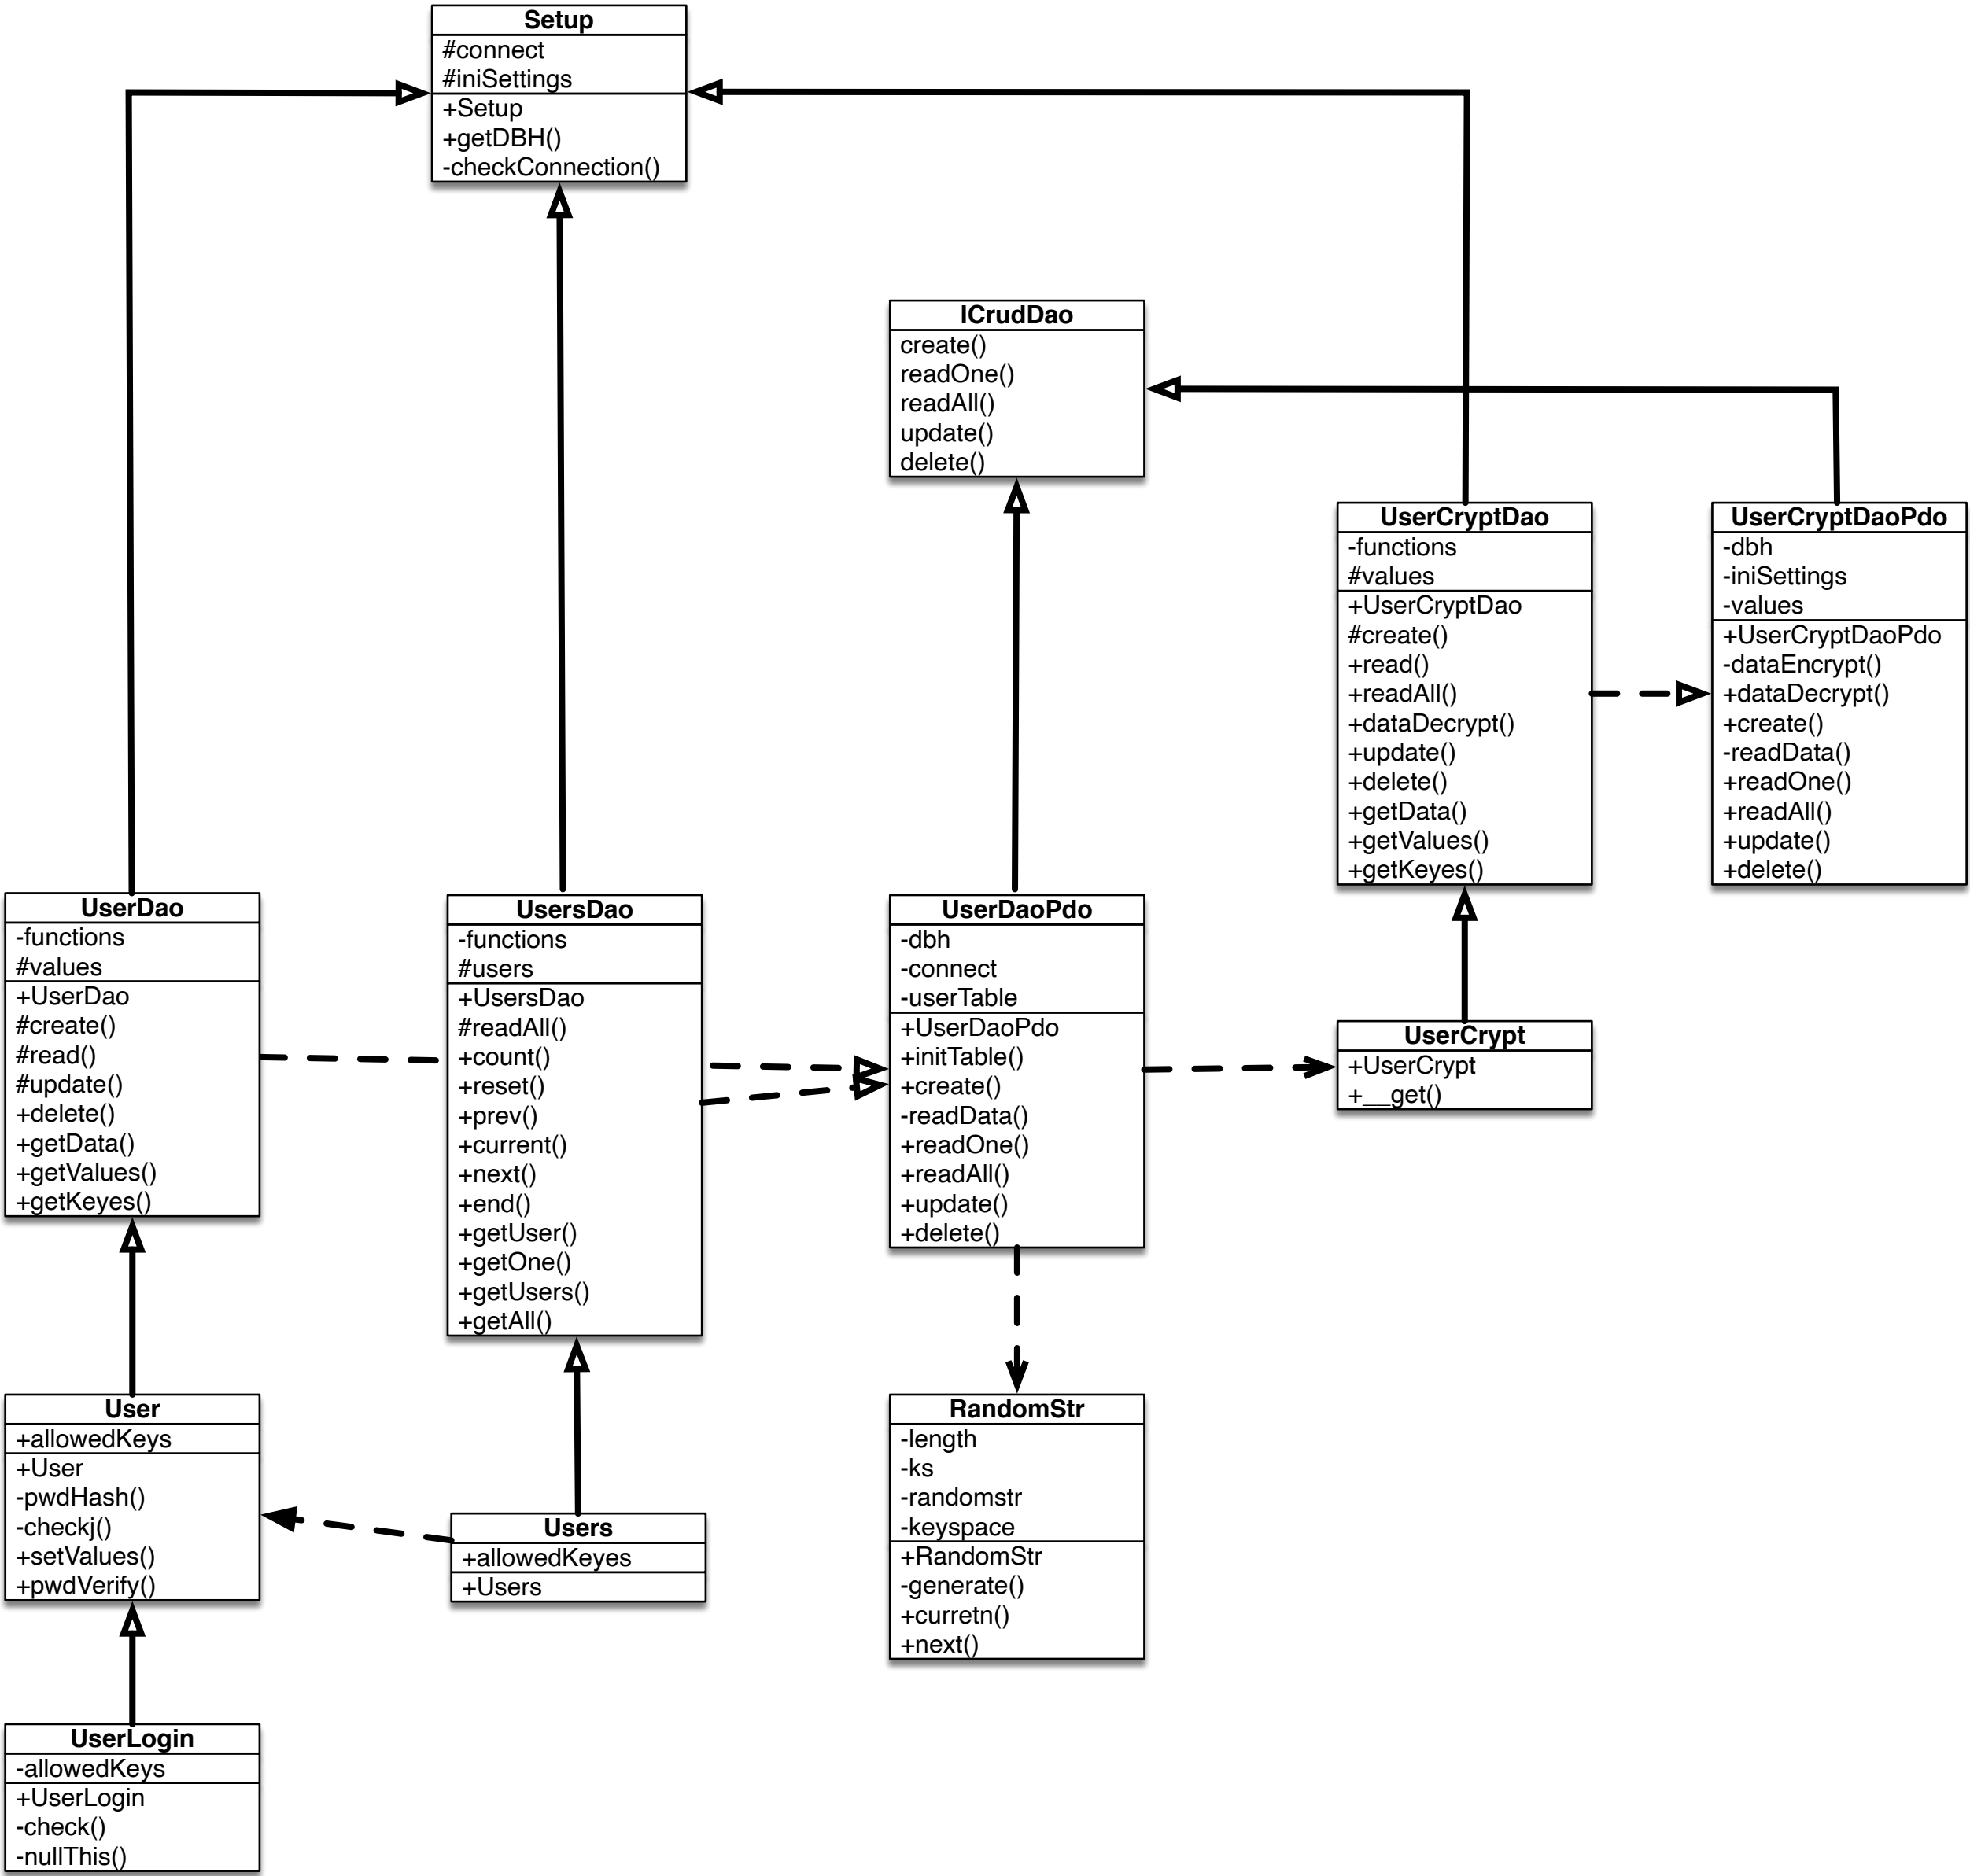 Setup
#connect
#iniSettings
+Setup
+getDBH()
-checkConnection()
ICrudDao
create()
readOne()
readAll()
update()
delete()
UserCryptDao
-functions
#values
+UserCryptDao
#create()
+read()
+readAll()
+dataDecrypt()
+update()
+delete()
+getData()
+getValues()
+getKeyes()
UserCryptDaoPdo
-dbh
-iniSettings
-values
+UserCryptDaoPdo
-dataEncrypt()
+dataDecrypt()
+create()
-readData()
+readOne()
+readAll()
+update()
+delete()
UserDao
-functions
#values
+UserDao
#create()
#read()
#update()
+delete()
+getData()
+getValues()
+getKeyes()
UsersDao
-functions
#users
+UsersDao
#readAll()
+count()
+reset()
+prev()
+current()
+next()
+end()
+getUser()
+getOne()
+getUsers()
+getAll()
UserDaoPdo
-dbh
-connect
-userTable
+UserDaoPdo
+initTable()
+create()
-readData()
+readOne()
+readAll()
+update()
+delete()
UserCrypt
+UserCrypt
+__get()
User
+allowedKeys
+User
-pwdHash()
-checkj()
+setValues()
+pwdVerify()
Users
+allowedKeyes
+Users
RandomStr
-length
-ks
-randomstr
-keyspace
+RandomStr
-generate()
+curretn()
+next()
UserLogin
-allowedKeys
+UserLogin
-check()
-nullThis()